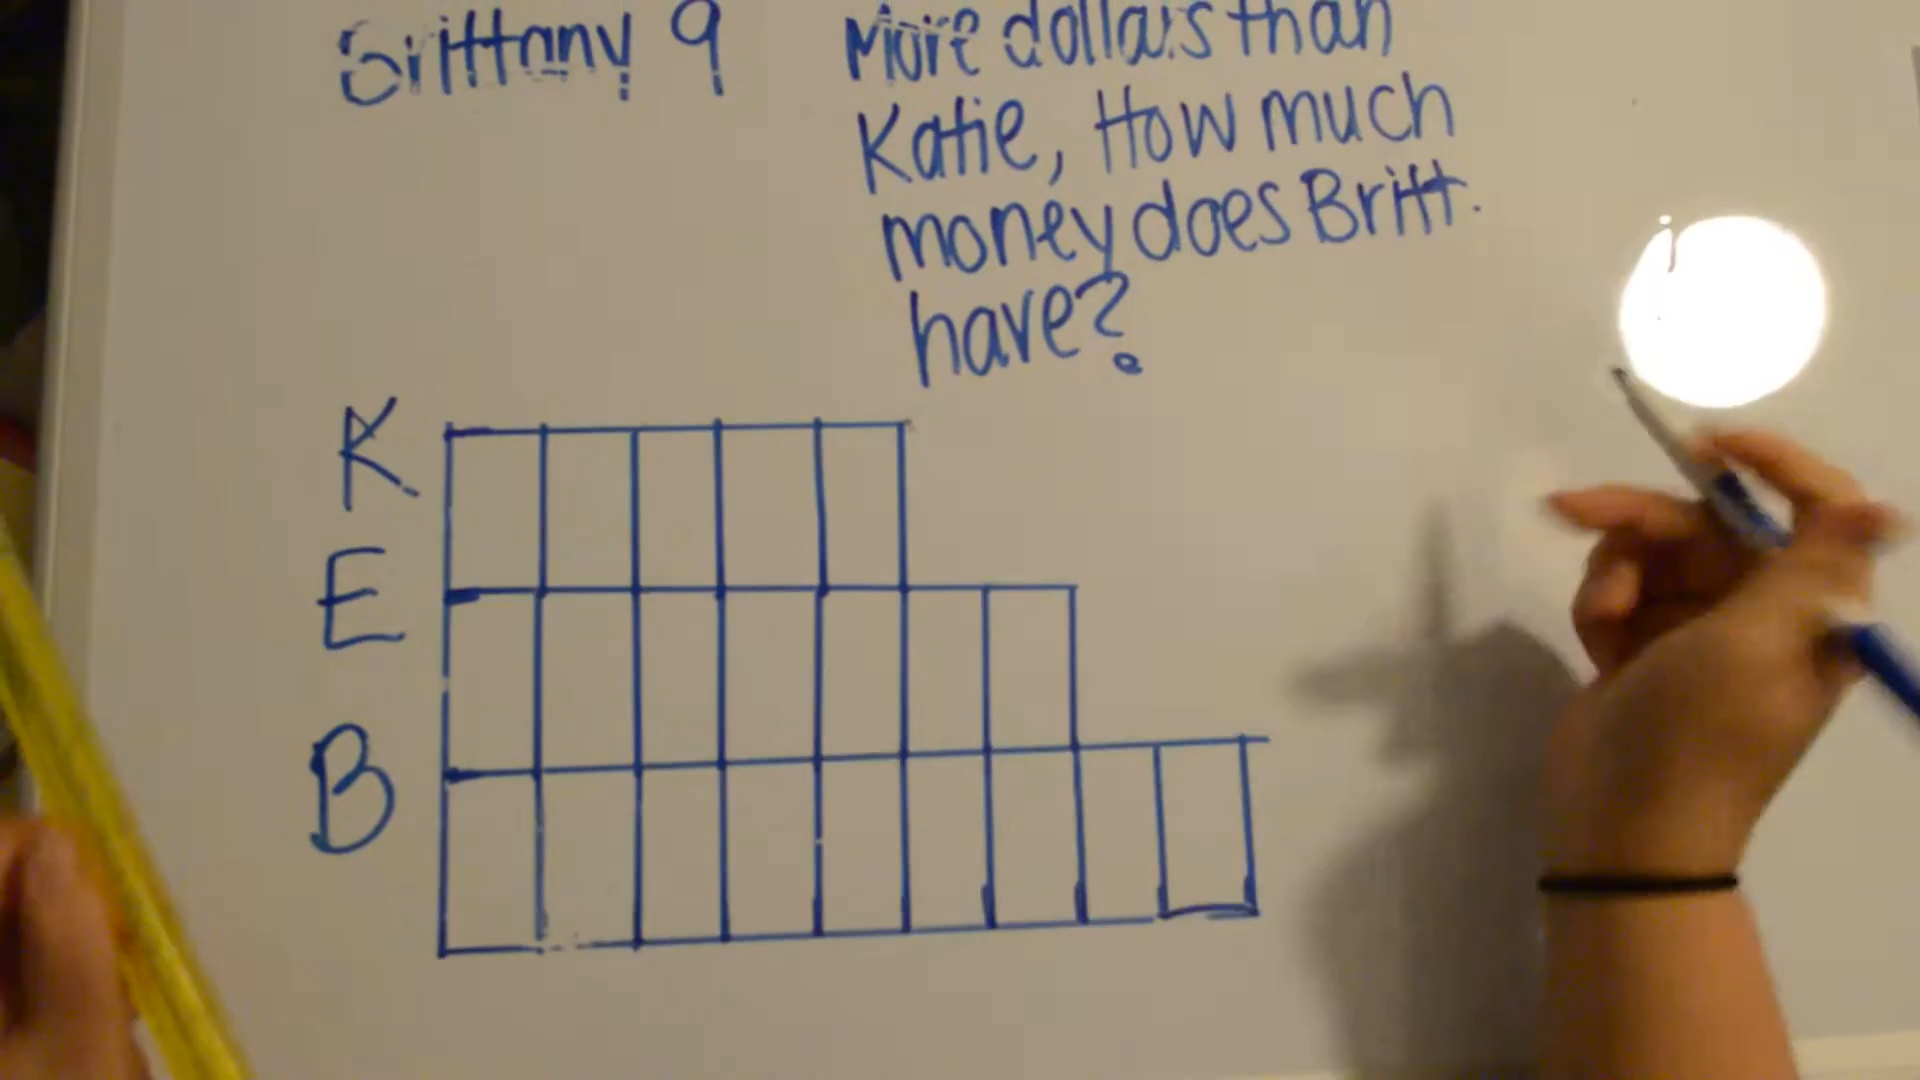 Brittany 9
More dollars than
Katie, How much
money does Britt.
have?
K
E
B